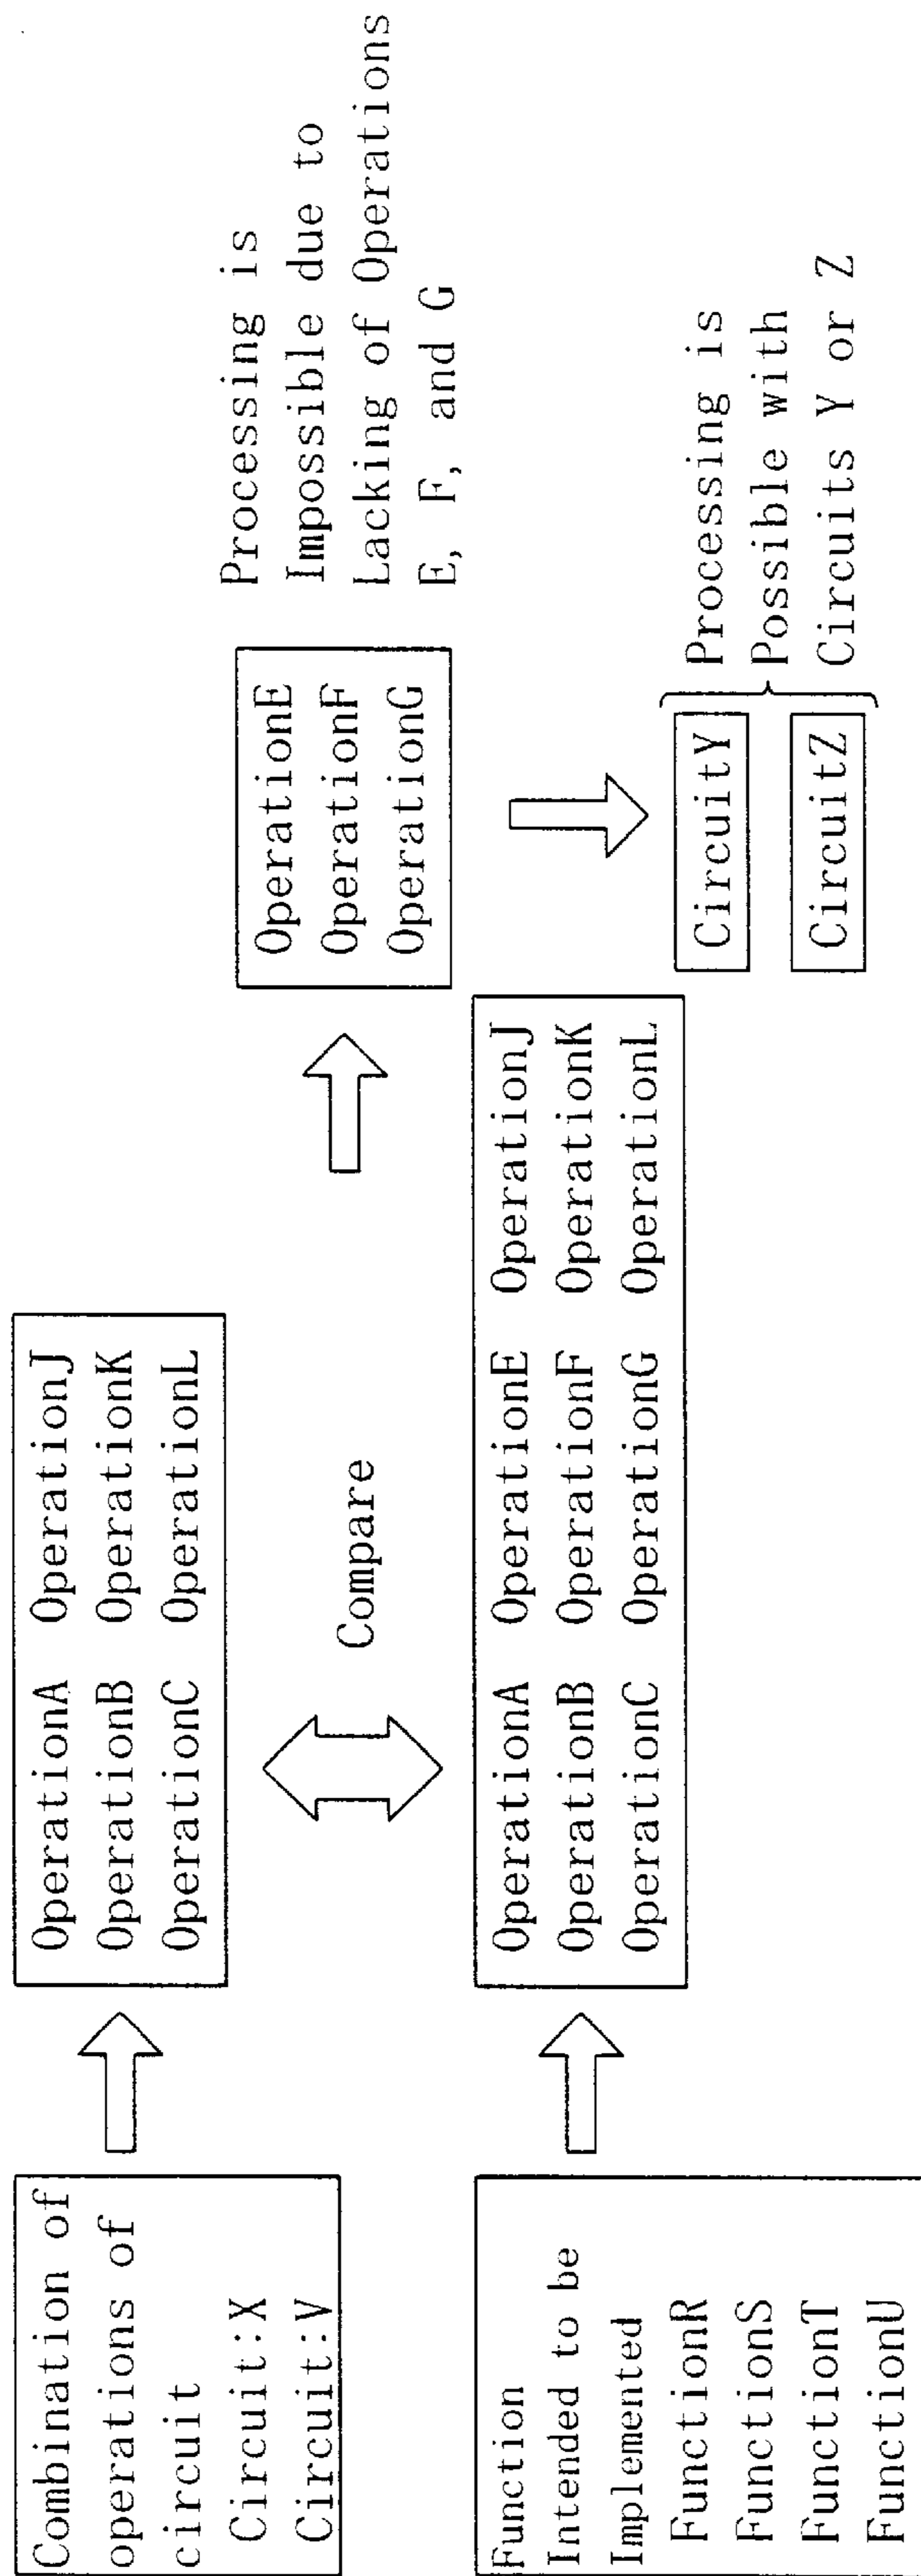 Combination of
operations of
circuit
Circuit:X
Circuit:V
OperationA OperationJ
OperationB OperationK
OperationC OperationL
Compare
Function
Intended to be
Implemented
FunctionR
FunctionS
FunctionT
FunctionU
OperationA OperationE OperationJ
OperationB OperationF OperationK
OperationC OperationG OperationL
OperationE
OperationF
OperationG
Processing is
Impossible due to
Lacking of Operations
E, F, and G
CircuitY
CircuitZ
Processing is
Possible with
Circuits Y or Z